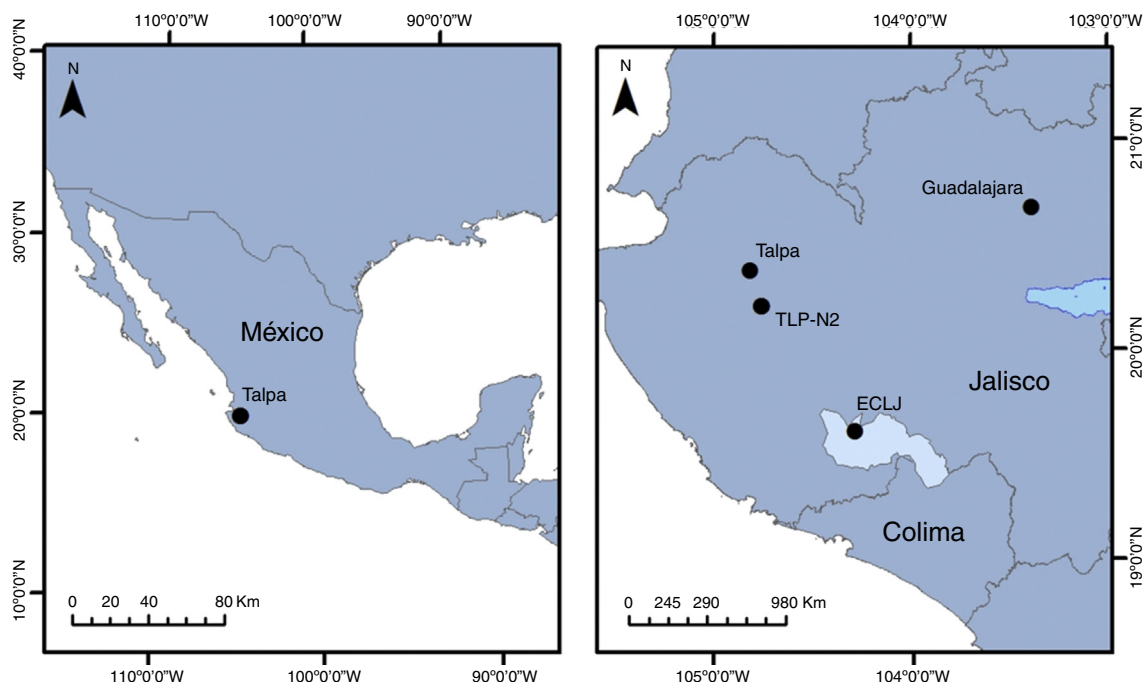 110°0'0"W 100°0'0"W 90°0'0"W
40°0'0"N
30°0'0"N
20°0'0"N
10°0'0"N
N
México
Talpa
0 20 40 80 Km
110°0'0"W 100°0'0"W 90°0'0"W
105°0'0"W 104°0'0"W 103°0'0"W
N
21°0'0"N
20°0'0"N
19°0'0"N
Guadalajara
Talpa
TLP-N2
Jalisco
ECLJ
Colima
0 245 290 980 Km
105°0'0"W 104°0'0"W